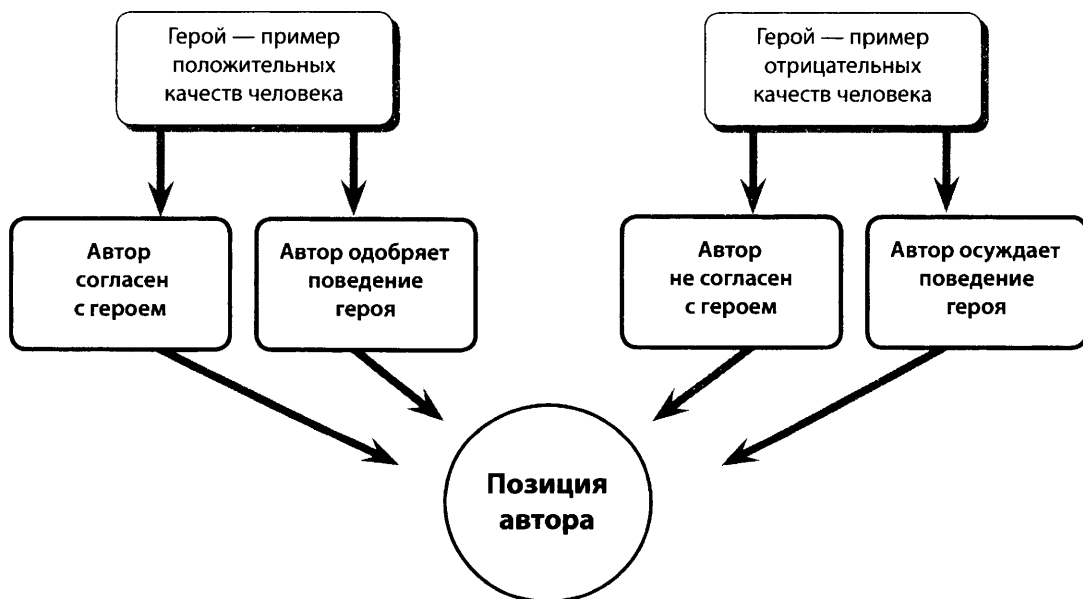 Герой — пример
положительных
качеств человека
Герой — пример
отрицательных
качеств человека
Автор
согласен
с героем
Автор одобряет
поведение
героя
Автор
не согласен
с героем
Автор осуждает
поведение
героя
Позиция
автора